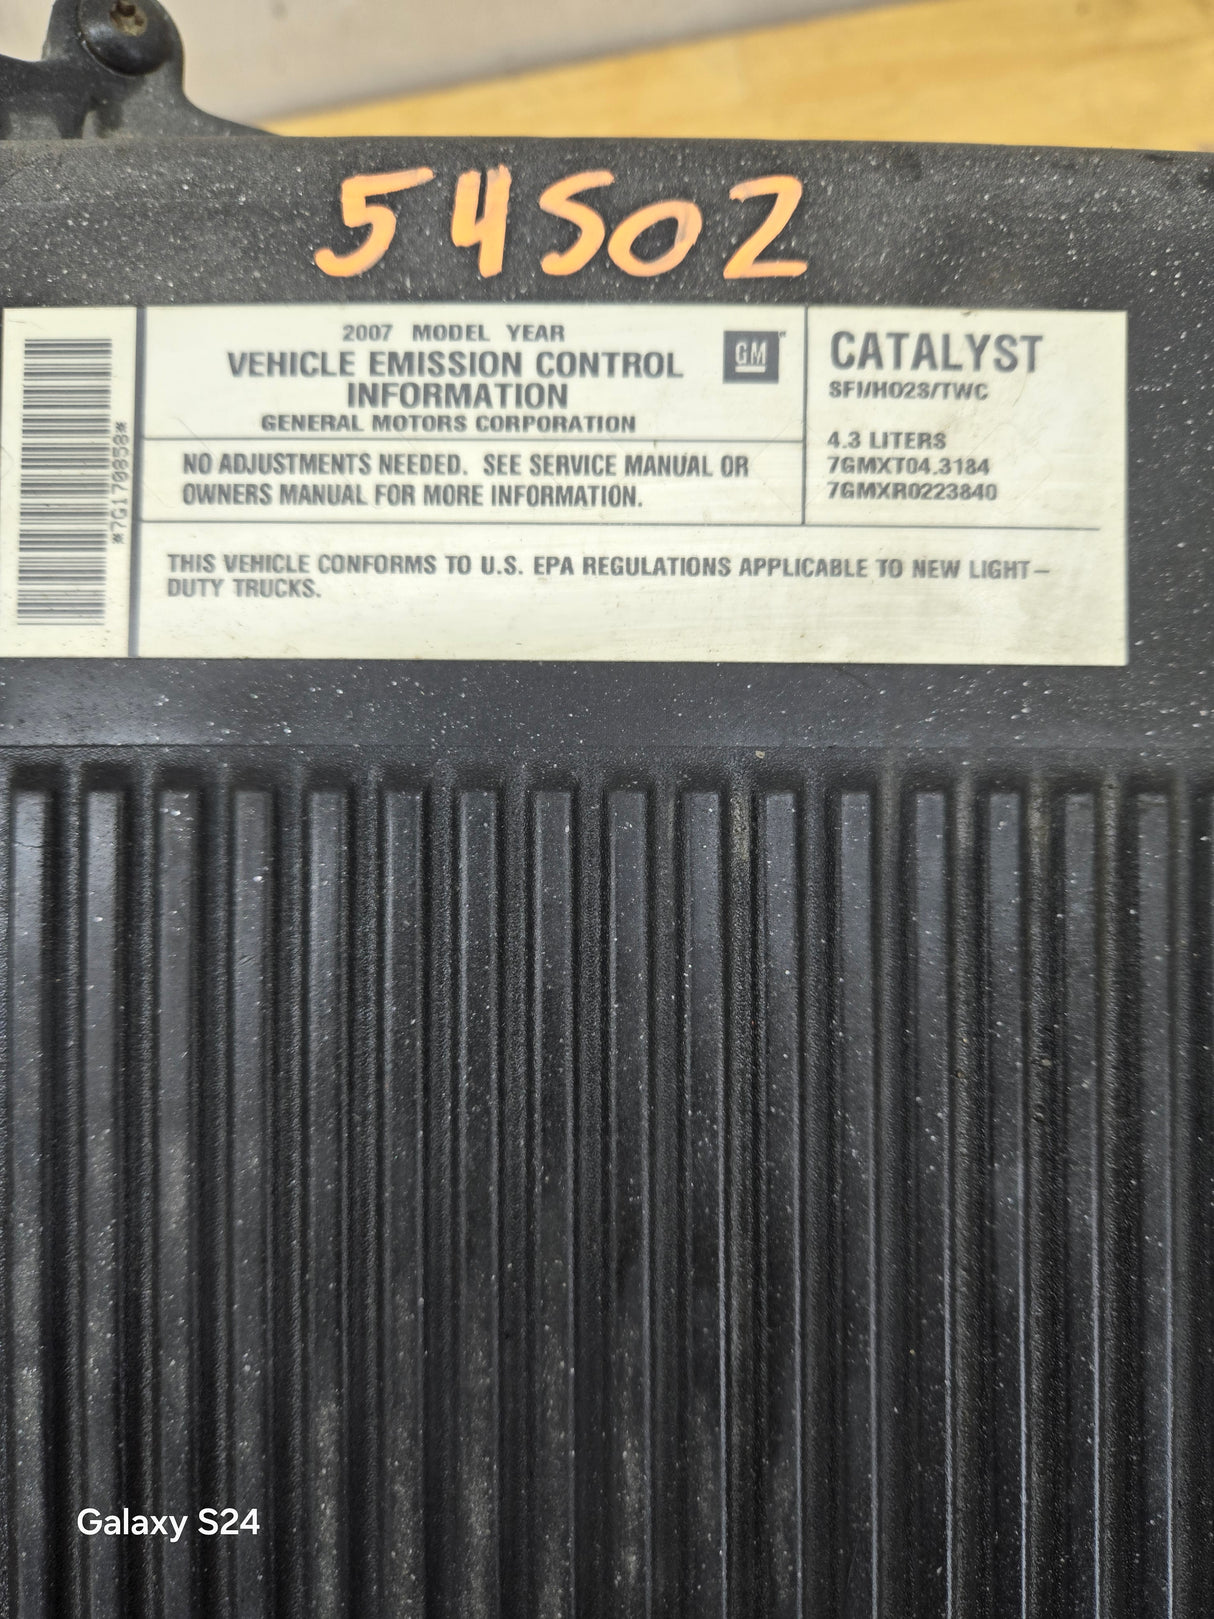 54S02
*7G170858*
2007 MODEL YEAR
VEHICLE EMISSION CONTROL
INFORMATION
GENERAL MOTORS CORPORATION
GM
NO ADJUSTMENTS NEEDED. SEE SERVICE MANUAL OR
OWNERS MANUAL FOR MORE INFORMATION.
CATALYST
SFI/HO2S/TWC
4.3 LITERS
7GMXT04.3184
7GMXR0223840
THIS VEHICLE CONFORMS TO U.S. EPA REGULATIONS APPLICABLE TO NEW LIGHT—
DUTY TRUCKS.
Galaxy S24